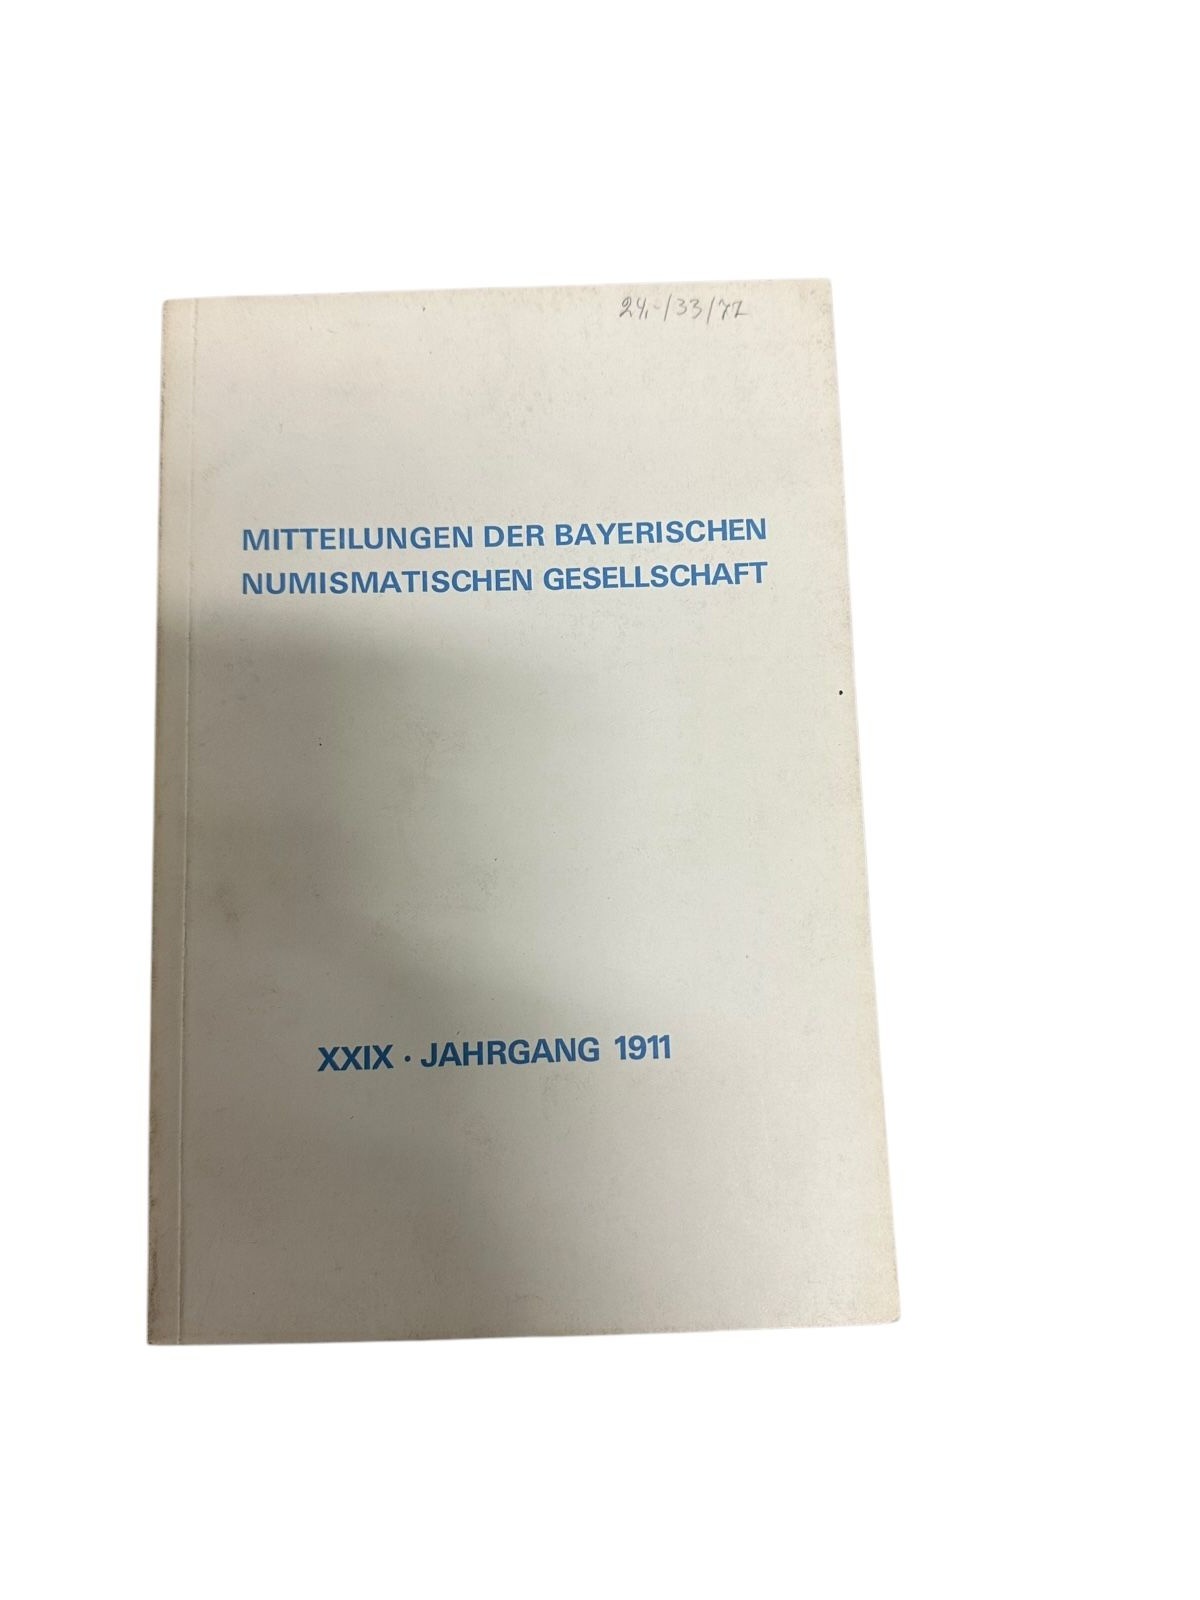 24,-/33/77
MITTEILUNGEN DER BAYERISCHEN
NUMISMATISCHEN GESELLSCHAFT
XXIX · JAHRGANG 1911